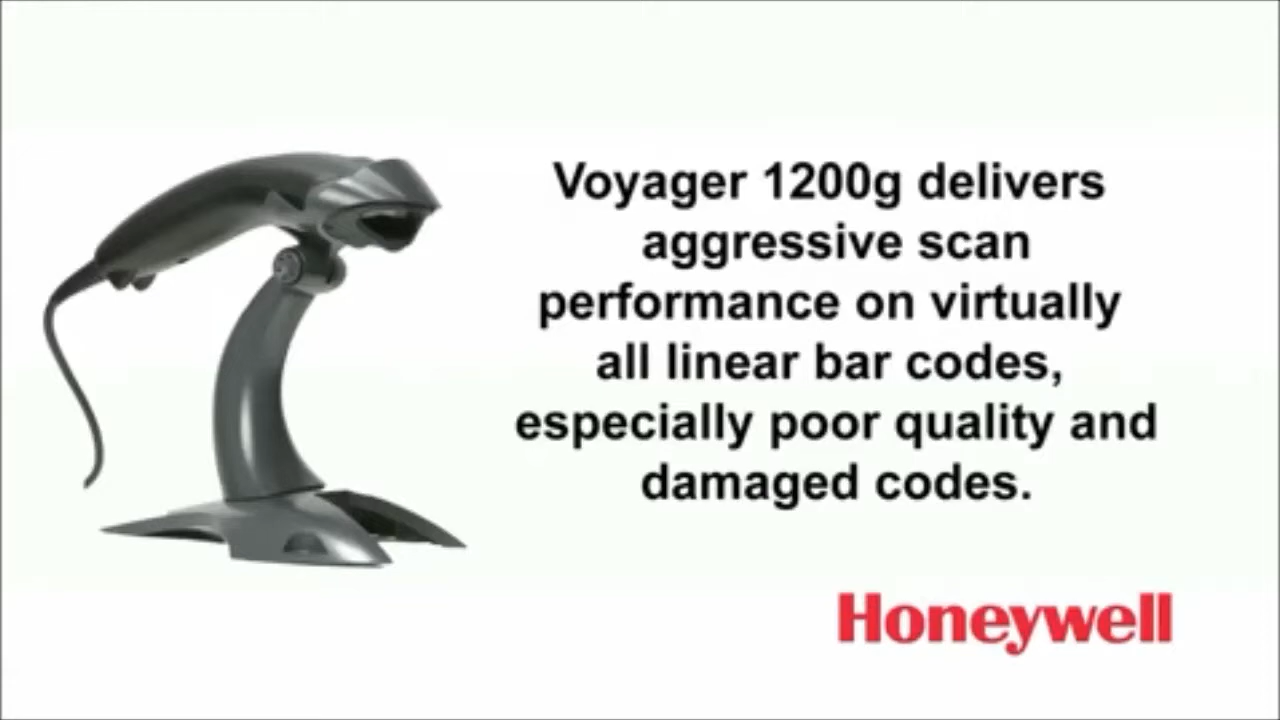 Voyager 1200g delivers
aggressive scan
performance on virtually
all linear bar codes,
especially poor quality and
damaged codes.
Honeywell